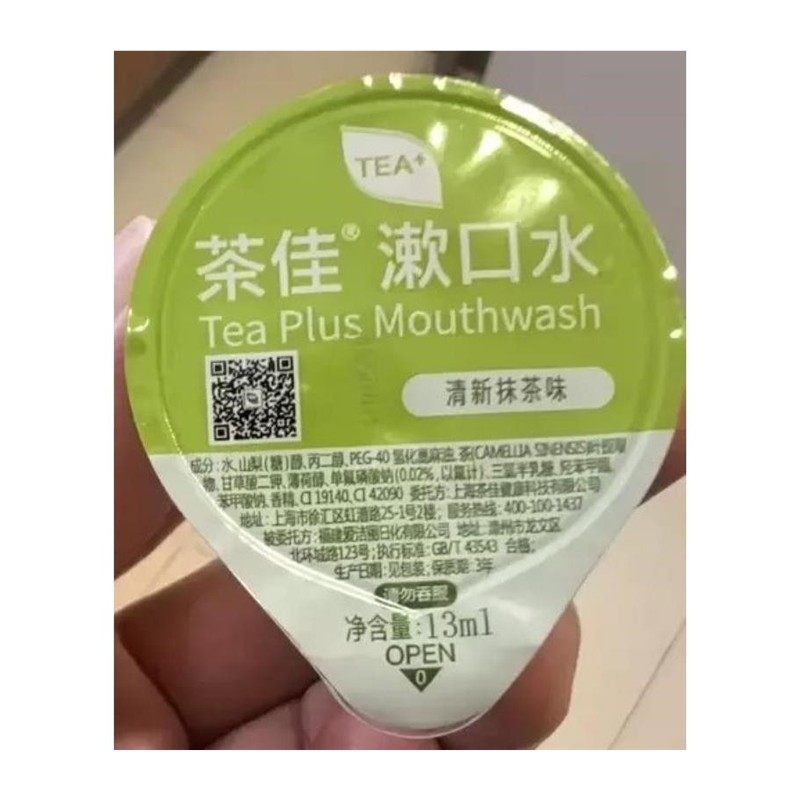 TEA+
茶佳® 漱口水
Tea Plus Mouthwash
清新抹茶味
成分: 水、山梨(糖)醇、丙二醇、PEG-40 氢化蓖麻油、茶(CAMELLIA SINENSIS)叶提取
物、甘草酸二钾、薄荷醇、单氟磷酸钠(0.02%, 以氟计)、三氯半乳糖、羟苯甲酯、
苯甲酸钠、香精、CI 19140、CI 42090 委托方: 上海茶佳健康科技有限公司
地址: 上海市徐汇区虹漕路25-1号2楼; 服务热线: 400-100-1437
被委托方: 福建爱洁丽日化有限公司 地址: 漳州市龙文区
北环城路123号; 执行标准: GB/T 43543 合格;
生产日期: 见包装; 保质期: 3年
请勿吞服
净含量:13ml
OPEN